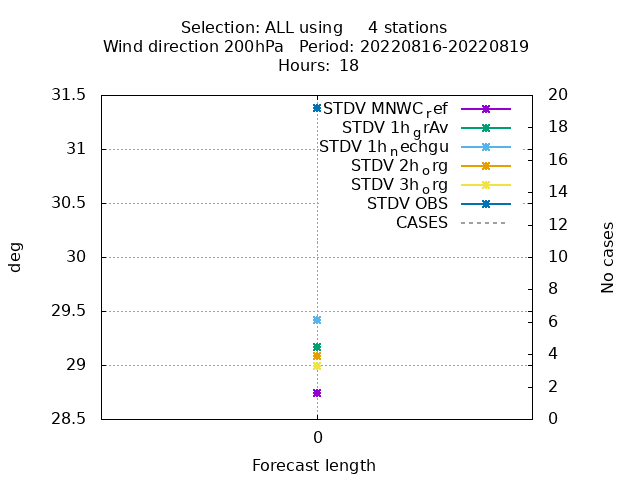 Selection: ALL using     4 stations
Wind direction 200hPa   Period: 20220816-20220819
Hours:  18
31.5
31
30.5
30
29.5
29
28.5
deg
20
18
16
14
12
10
8
6
4
2
0
No cases
STDV MNWC_ref
STDV 1h_grAv
STDV 1h_nechgu
STDV 2h_org
STDV 3h_org
STDV OBS
CASES
0
Forecast length